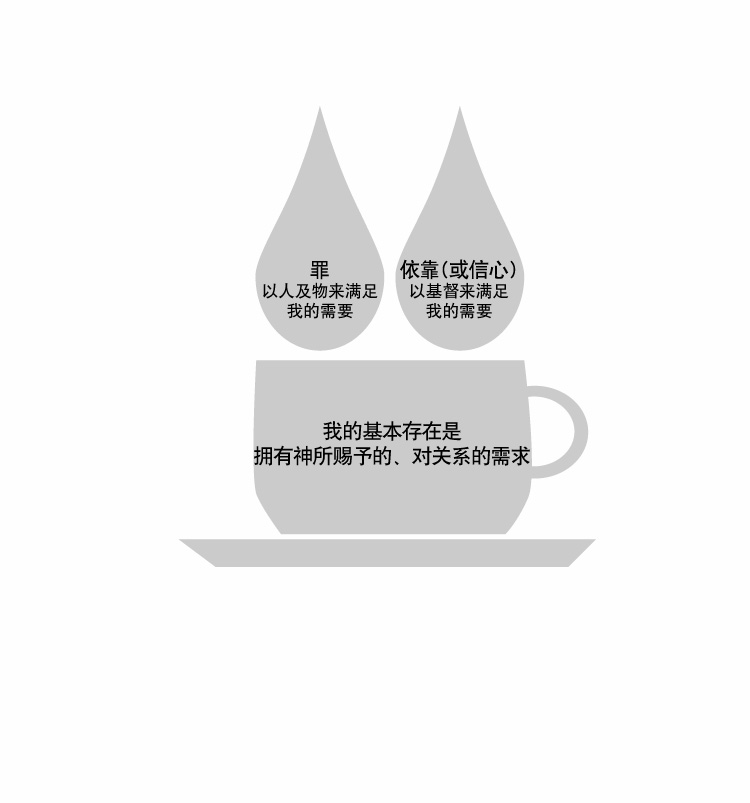 罪
以人及物来满足
我的需要
依靠（或信心）
以基督来满足
我的需要
我的基本存在是
拥有神所赐予的、对关系的需求